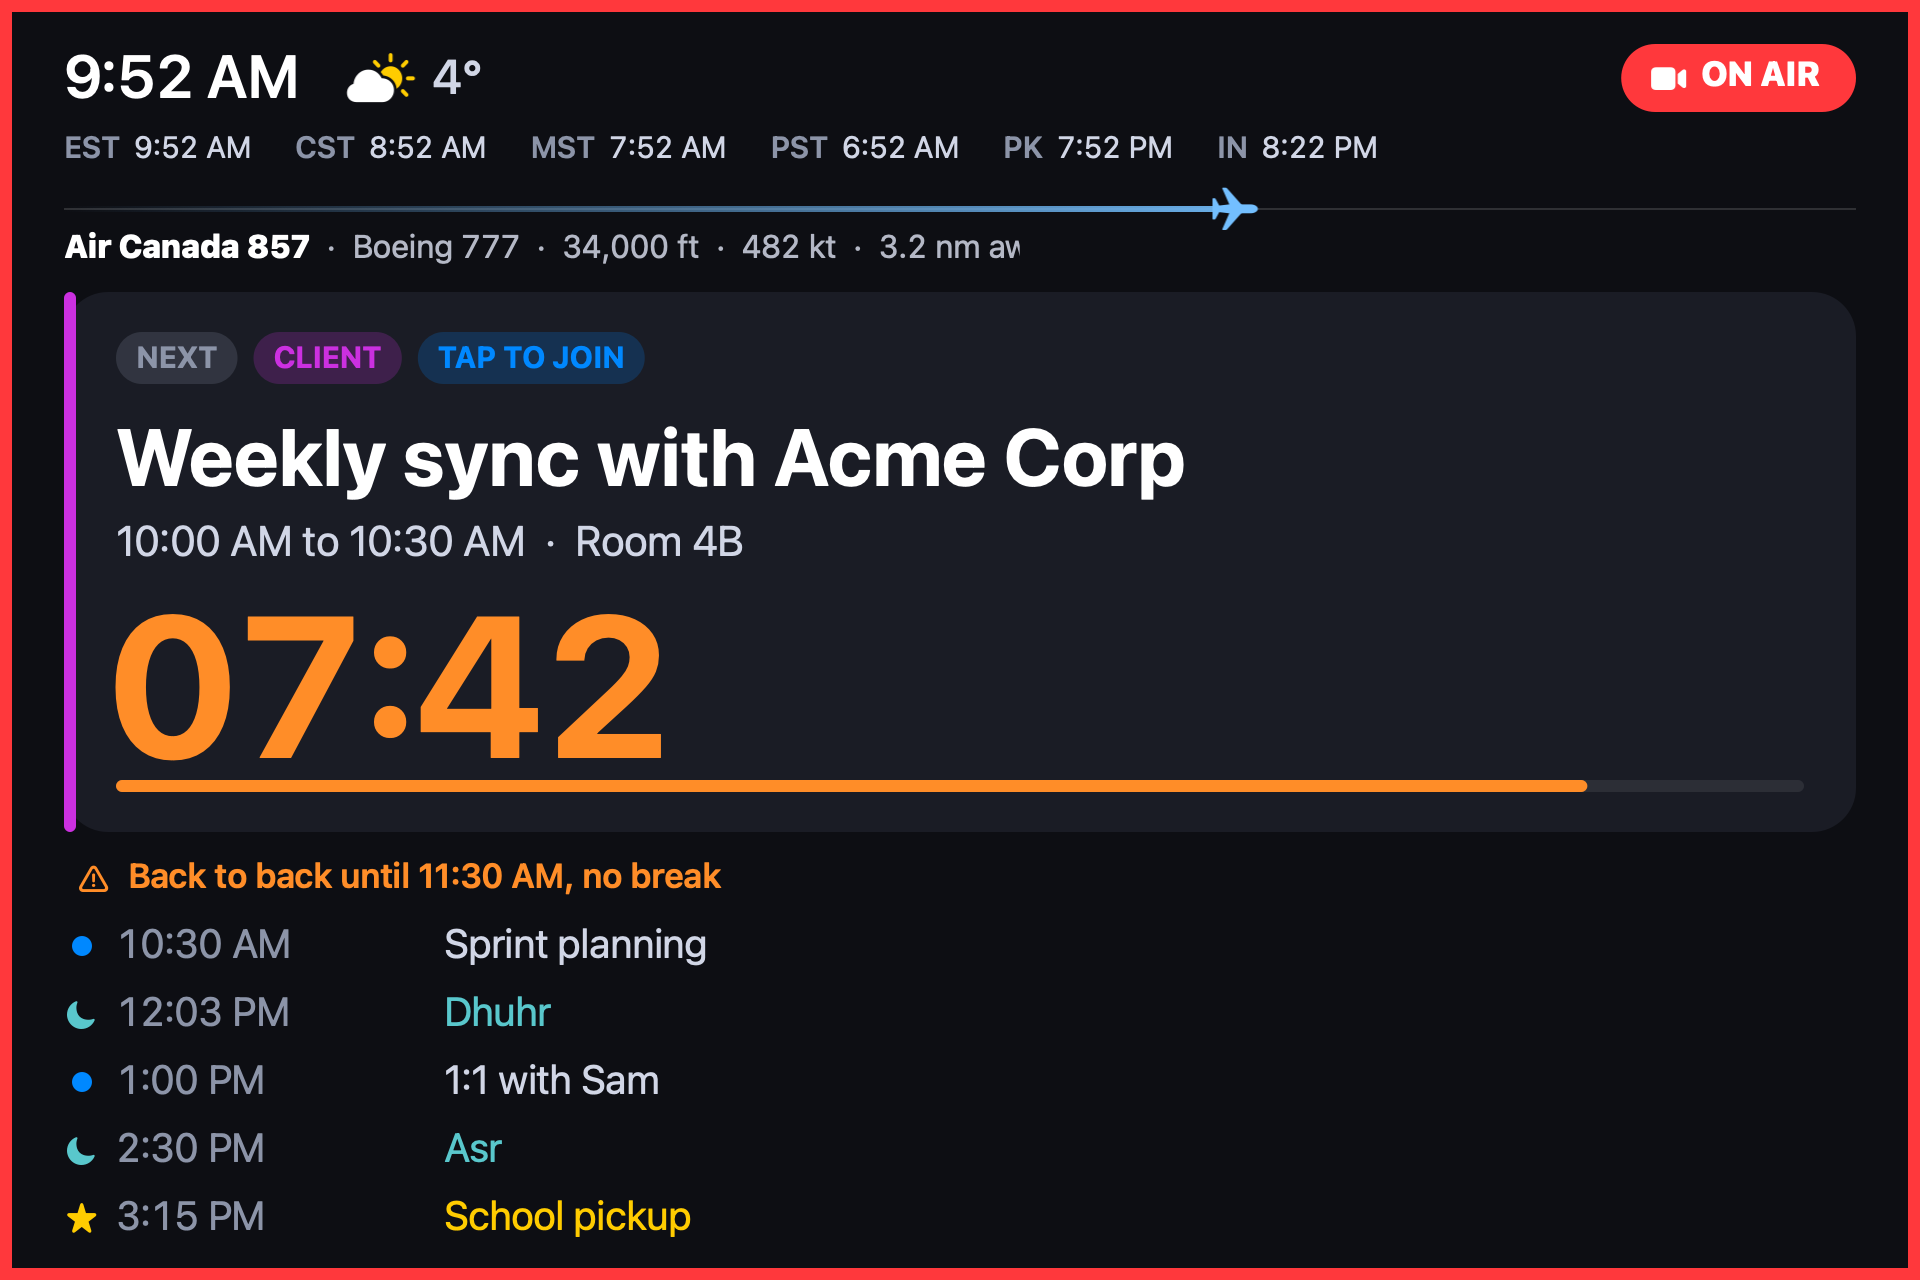 9:52 AM 4° ON AIR
EST 9:52 AM CST 8:52 AM MST 7:52 AM PST 6:52 AM PK 7:52 PM IN 8:22 PM
Air Canada 857 · Boeing 777 · 34,000 ft · 482 kt · 3.2 nm
NEXT CLIENT TAP TO JOIN
Weekly sync with Acme Corp
10:00 AM to 10:30 AM · Room 4B
07:42
Back to back until 11:30 AM, no break
10:30 AM Sprint planning
12:03 PM Dhuhr
1:00 PM 1:1 with Sam
2:30 PM Asr
3:15 PM School pickup